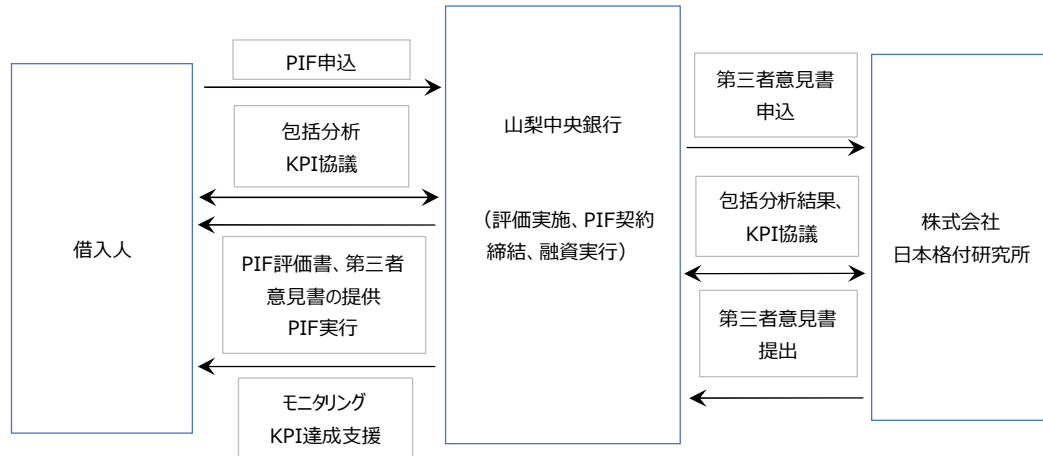 PIF申込
包括分析
KPI協議
借入人
PIF評価書、第三者
意見書の提供
PIF実行
モニタリング
KPI達成支援
山梨中央銀行
（評価実施、PIF契約
締結、融資実行）
第三者意見書
申込
包括分析結果、
KPI協議
第三者意見書
提出
株式会社
日本格付研究所